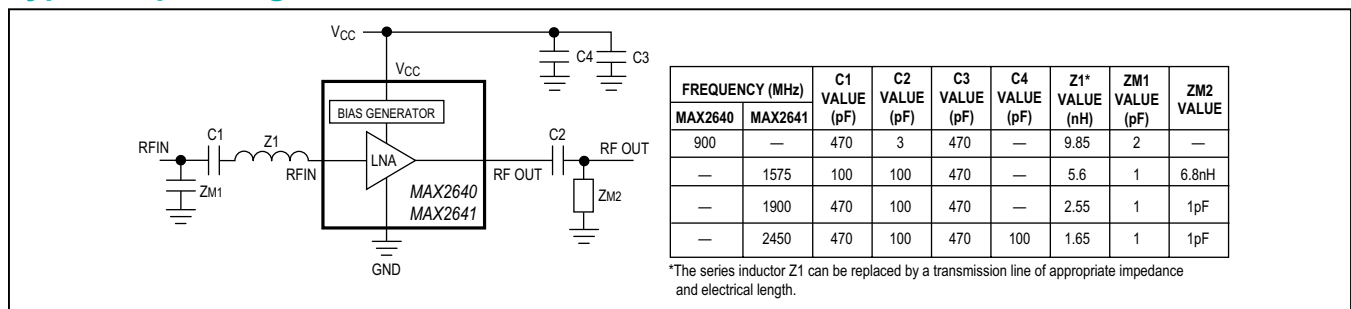 VCC
C4
C3
VCC
BIAS GENERATOR
C1
Z1
C2
RFIN
RFIN
LNA
RF OUT
RF OUT
ZM1
MAX2640
MAX2641
ZM2
GND
FREQUENCY (MHz) C1 VALUE (pF) C2 VALUE (pF) C3 VALUE (pF) C4 VALUE (pF) Z1* VALUE (nH) ZM1 VALUE (pF) ZM2 VALUE
MAX2640 MAX2641
900 — 470 3 470 — 9.85 2 —
— 1575 100 100 470 — 5.6 1 6.8nH
— 1900 470 100 470 — 2.55 1 1pF
— 2450 470 100 470 100 1.65 1 1pF
*The series inductor Z1 can be replaced by a transmission line of appropriate impedance
and electrical length.